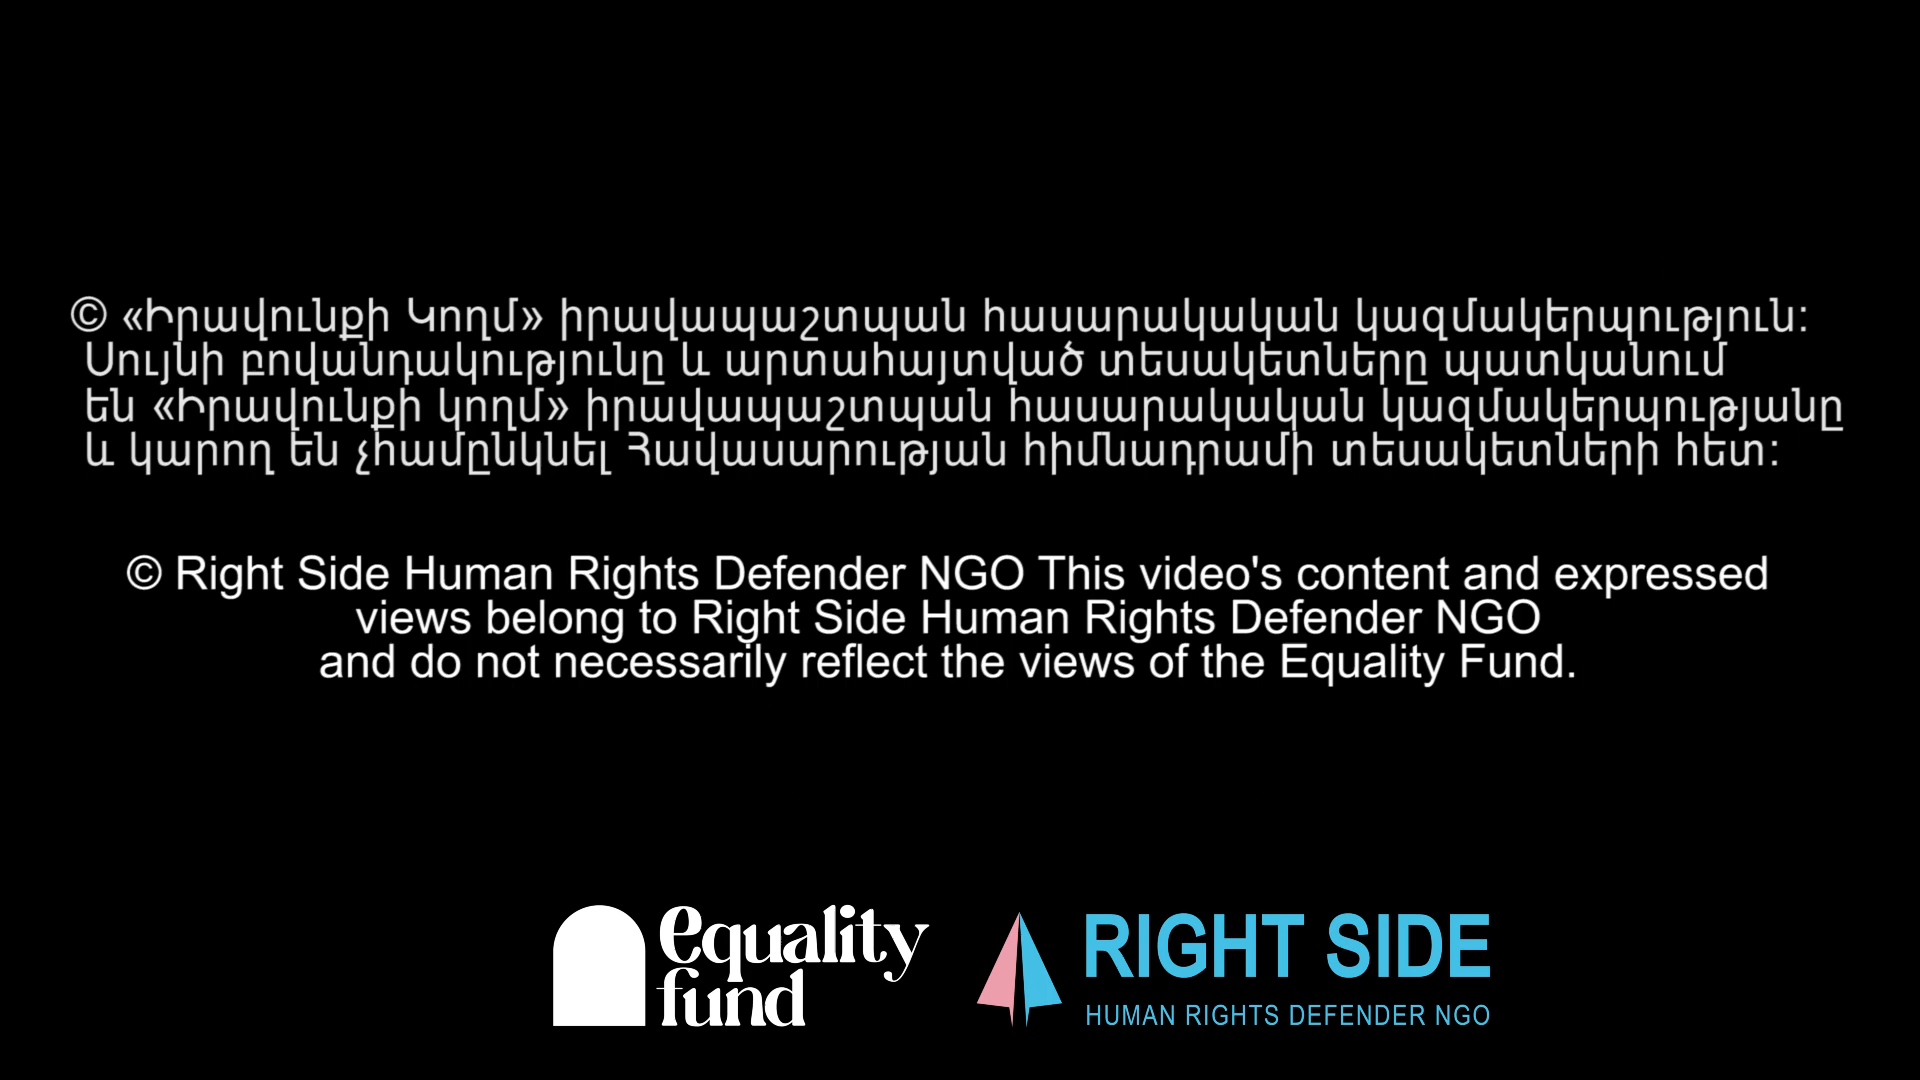 © «Իրավունքի Կողմ» իրավապաշտպան հասարակական կազմակերպություն:
Սույնի բովանդակությունը և արտահայտված տեսակետները պատկանում
են «Իրավունքի կողմ» իրավապաշտպան հասարակական կազմակերպությանը
և կարող են չհամընկնել Հավասարության հիմնադրամի տեսակետների հետ:
© Right Side Human Rights Defender NGO This video's content and expressed
views belong to Right Side Human Rights Defender NGO
and do not necessarily reflect the views of the Equality Fund.
equality
fund
RIGHT SIDE
HUMAN RIGHTS DEFENDER NGO